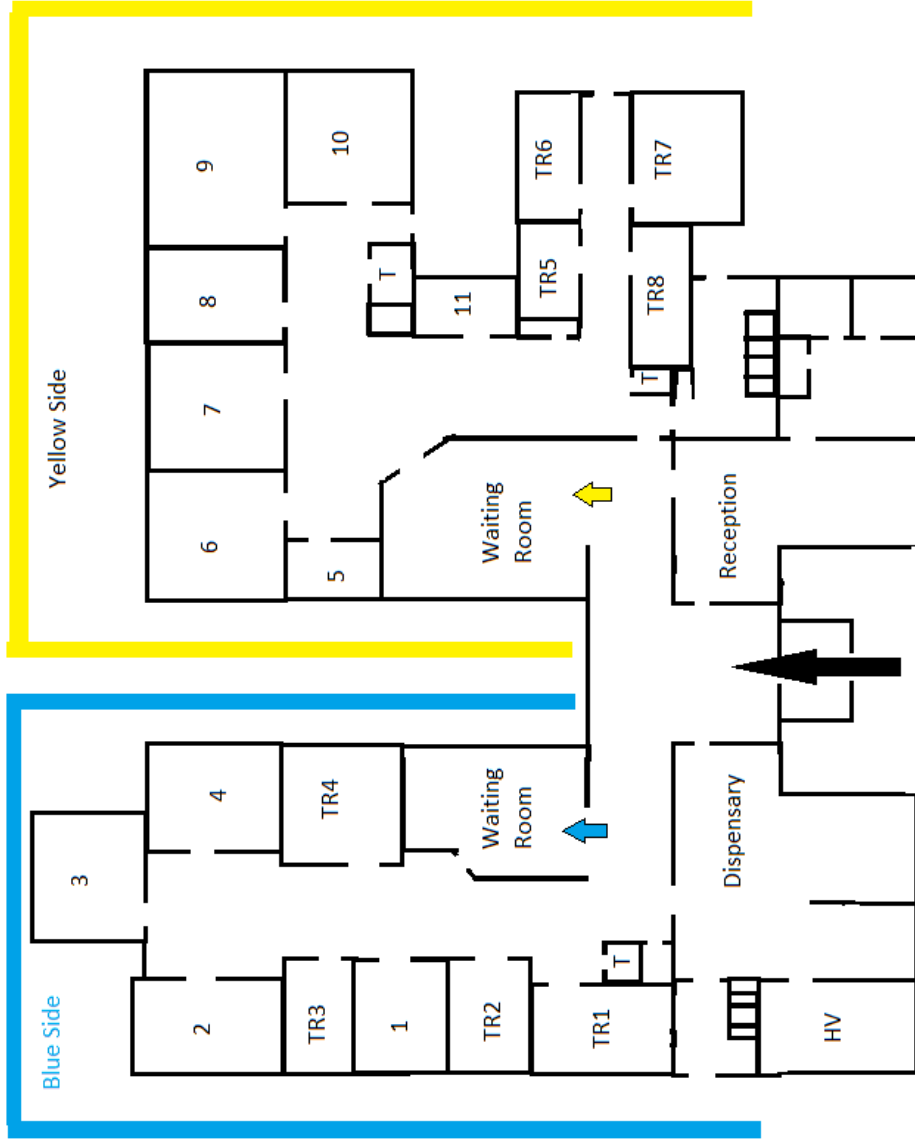 Blue Side
Yellow Side
3
2
4
TR3
TR4
1
TR2
Waiting
Room
TR1
T
Dispensary
HV
6
7
8
9
5
10
T
11
Waiting
Room
TR5
TR6
T
TR8
TR7
Reception